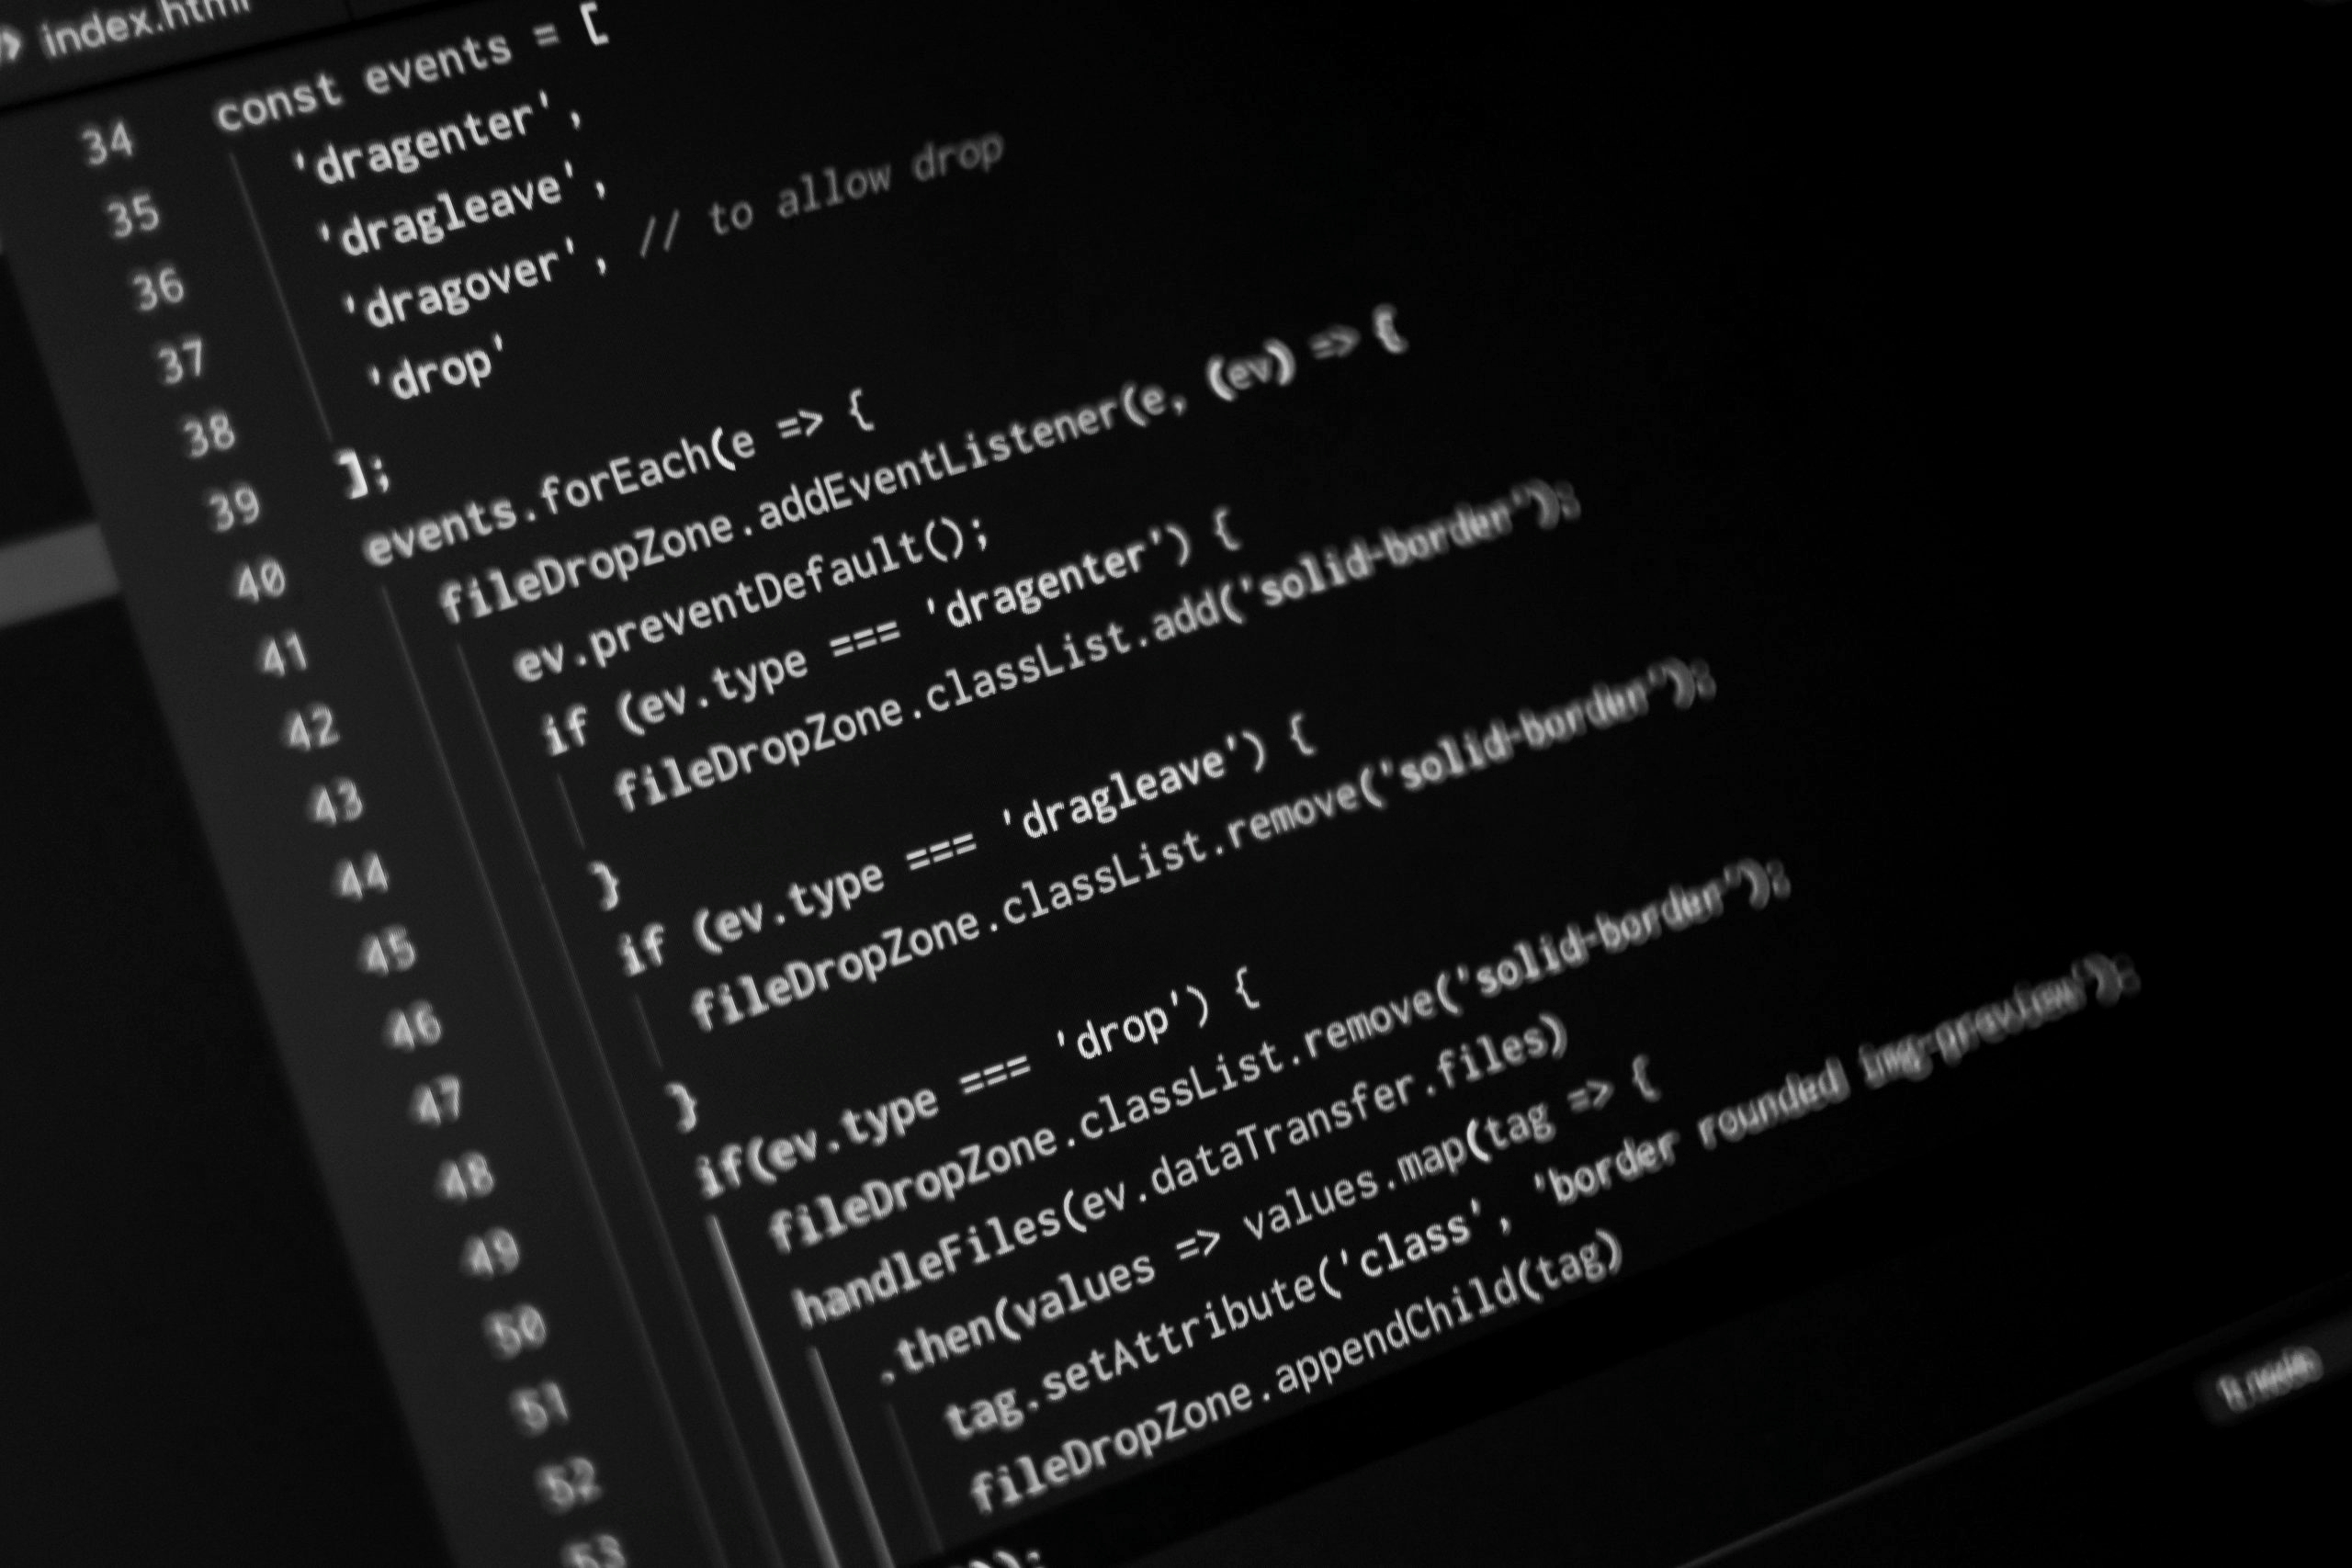 index.html
34 const events = [
35 'dragenter',
36 'dragleave',
37 'dragover', // to allow drop
38 'drop'
39 ];
40 events.forEach(e => {
41 fileDropZone.addEventListener(e, (ev) => {
42 ev.preventDefault();
43 if (ev.type === 'dragenter') {
44 fileDropZone.classList.add('solid-border');
45 }
46 if (ev.type === 'dragleave') {
47 fileDropZone.classList.remove('solid-border');
48 }
49 if(ev.type === 'drop') {
50 fileDropZone.classList.remove('solid-border');
51 handleFiles(ev.dataTransfer.files)
52 .then(values => values.map(tag => {
53 tag.setAttribute('class', 'border rounded img-preview');
fileDropZone.appendChild(tag)